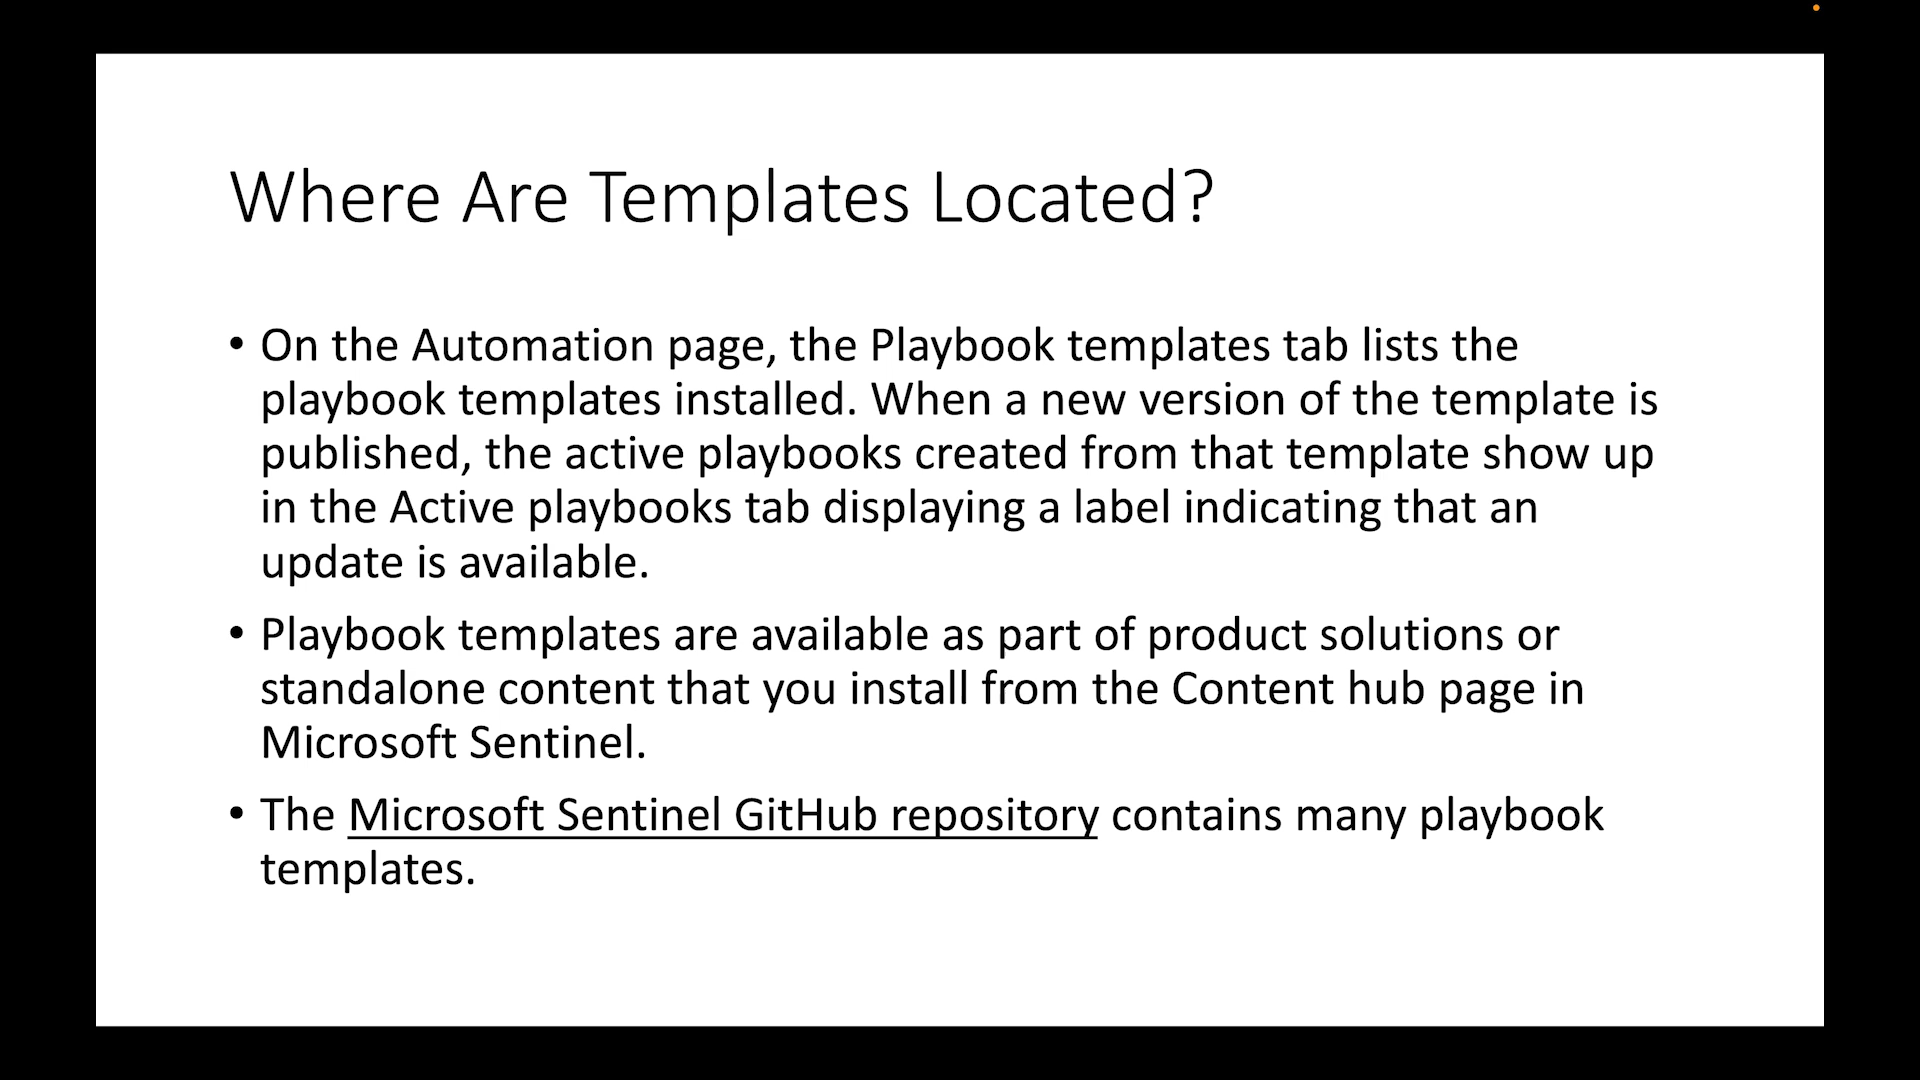 Where Are Templates Located?
• On the Automation page, the Playbook templates tab lists the
playbook templates installed. When a new version of the template is
published, the active playbooks created from that template show up
in the Active playbooks tab displaying a label indicating that an
update is available.
• Playbook templates are available as part of product solutions or
standalone content that you install from the Content hub page in
Microsoft Sentinel.
• The Microsoft Sentinel GitHub repository contains many playbook
templates.